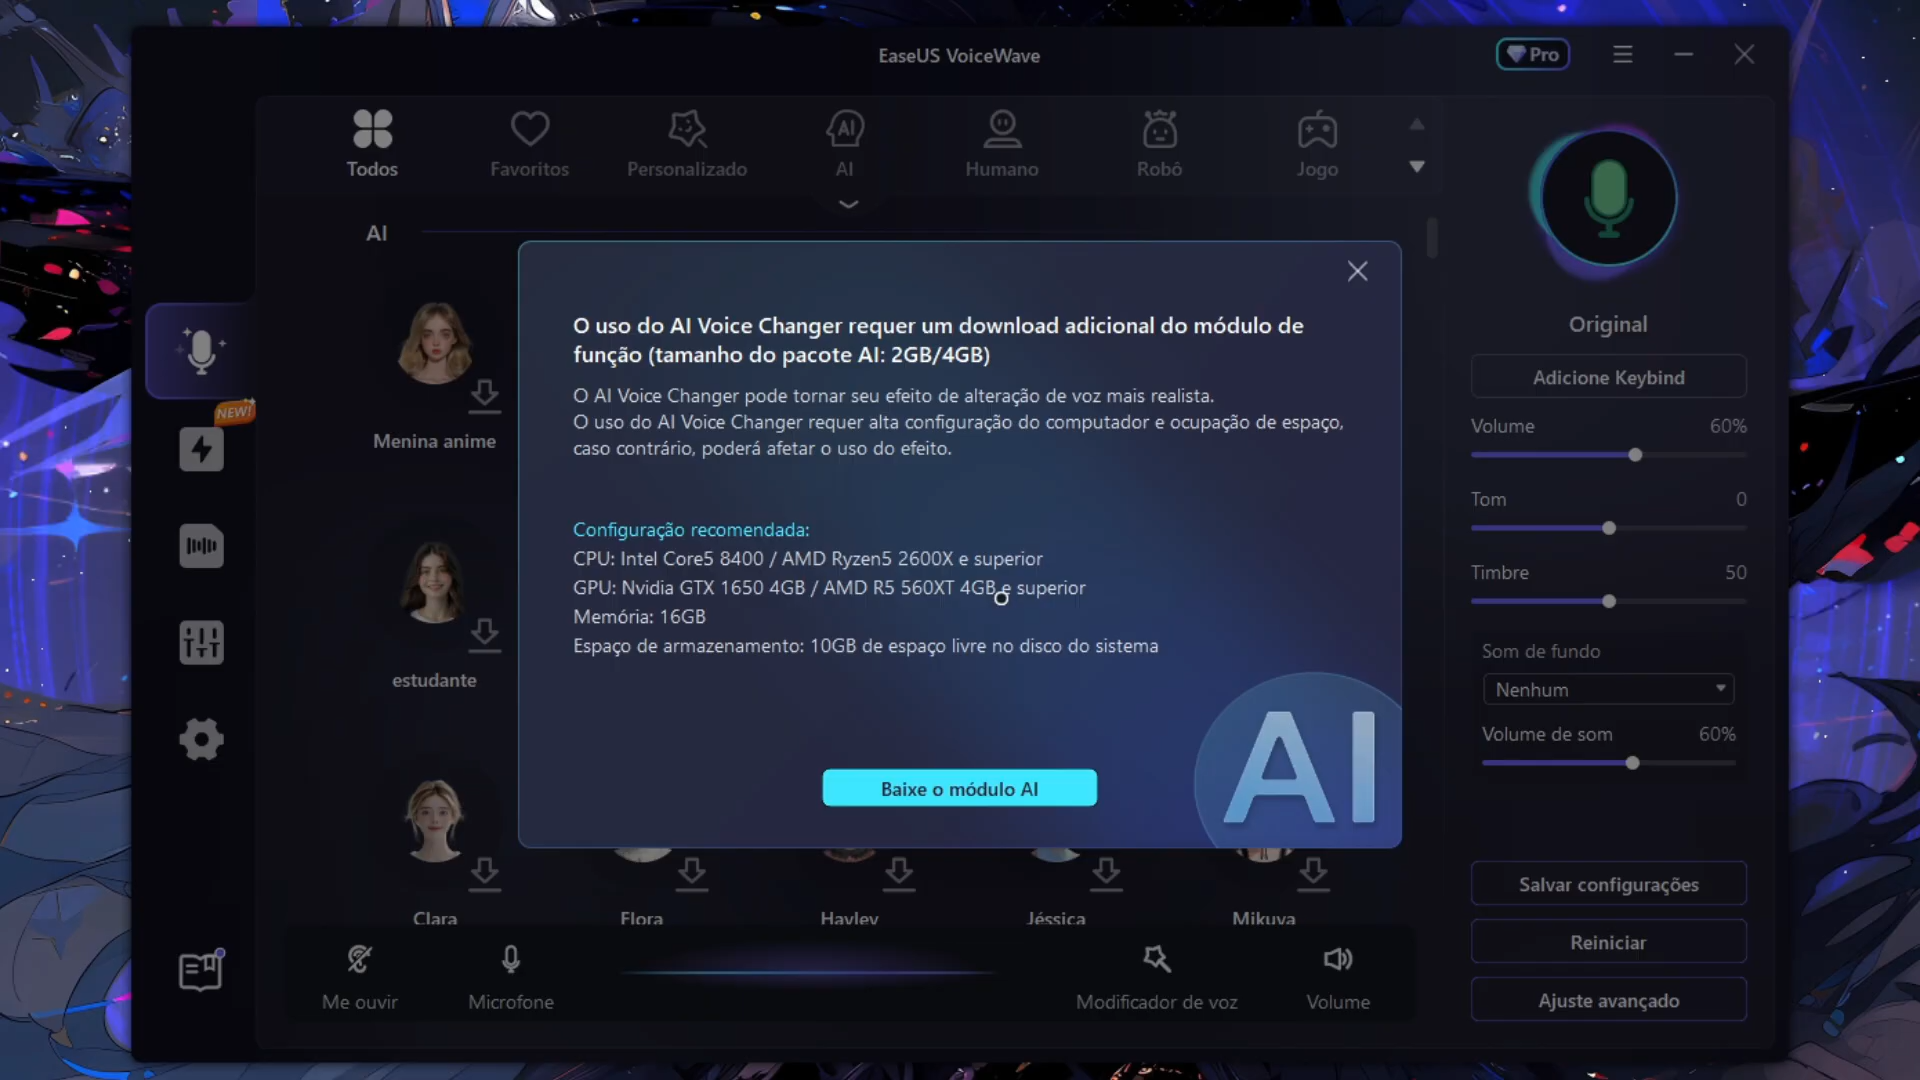 EaseUS VoiceWave
Pro
Todos
Favoritos
Personalizado
AI
AI
Humano
Robô
Jogo
AI
O uso do AI Voice Changer requer um download adicional do módulo de
função (tamanho do pacote AI: 2GB/4GB)
O AI Voice Changer pode tornar seu efeito de alteração de voz mais realista.
O uso do AI Voice Changer requer alta configuração do computador e ocupação de espaço,
caso contrário, poderá afetar o uso do efeito.
Configuração recomendada:
CPU: Intel Core5 8400 / AMD Ryzen5 2600X e superior
GPU: Nvidia GTX 1650 4GB / AMD R5 560XT 4GB e superior
Memória: 16GB
Espaço de armazenamento: 10GB de espaço livre no disco do sistema
AI
Baixe o módulo AI
NEW!
Menina anime
estudante
Clara
Flora
Hayley
Jéssica
Mikuya
Me ouvir
Microfone
Modificador de voz
Volume
Original
Adicione Keybind
Volume 60%
Tom 0
Timbre 50
Som de fundo
Nenhum
Volume de som 60%
Salvar configurações
Reiniciar
Ajuste avançado